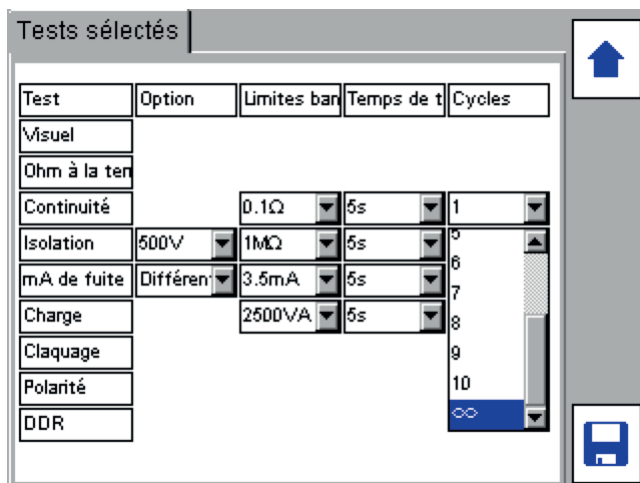 Tests sélectés
Test Option Limites ban Temps de t Cycles
Visuel
Ohm à la ten
Continuité 0.1Ω 5s 1
Isolation 500V 1MΩ 5s 5
6
mA de fuite Différen 3.5mA 5s 7
Charge 2500VA 5s 8
Claquage 9
Polarité 10
DDR ∞